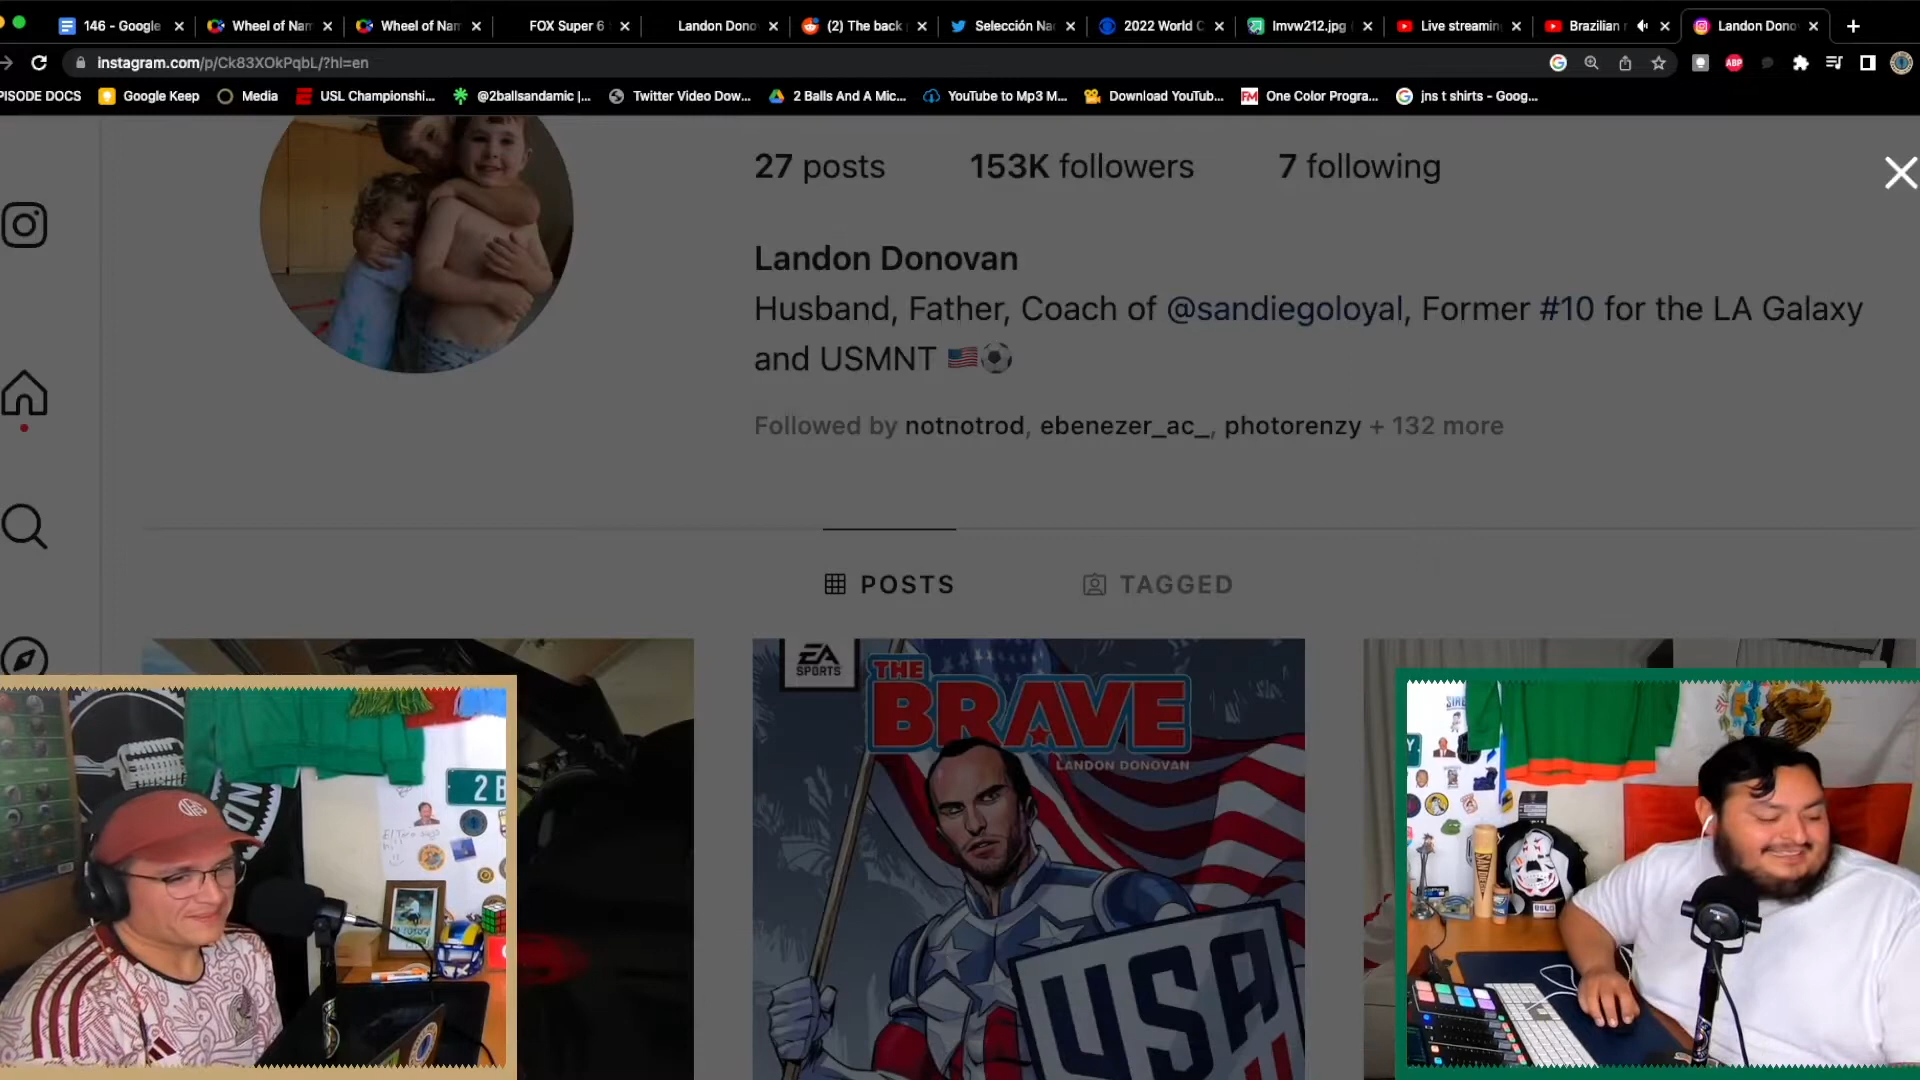 146 - Google
Wheel of Nam
Wheel of Nam
FOX Super 6
Landon Dono
(2) The back
Selección Na
2022 World C
lmvw212.jpg
Live streamin
Brazilian
Landon Dono
instagram.com/p/Ck83XOkPqbL/?hl=en
ABP
PISODE DOCS
Google Keep
Media
USL Championshi...
@2ballsandamic |...
Twitter Video Dow...
2 Balls And A Mic...
YouTube to Mp3 M...
Download YouTub...
FM
One Color Progra...
jns t shirts - Goog...
27 posts
153K followers
7 following
Landon Donovan
Husband, Father, Coach of @sandiegoloyal, Former #10 for the LA Galaxy
and USMNT 🇺🇸⚽
Followed by notnotrod, ebenezer_ac_, photorenzy + 132 more
POSTS
TAGGED
EA
SPORTS
THE
BRAVE
LANDON DONOVAN
USA
2 B
ND